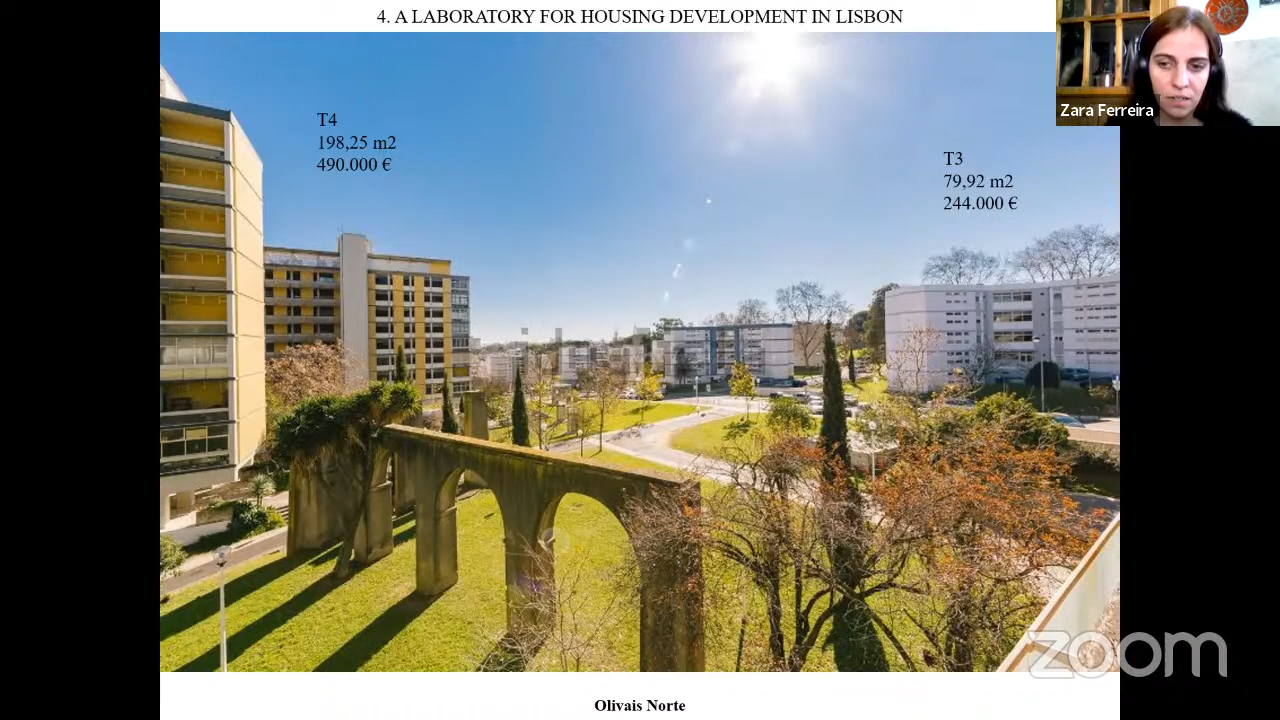 4. A LABORATORY FOR HOUSING DEVELOPMENT IN LISBON
Zara Ferreira
T4
198,25 m2
490.000 €
T3
79,92 m2
244.000 €
zoom
Olivais Norte